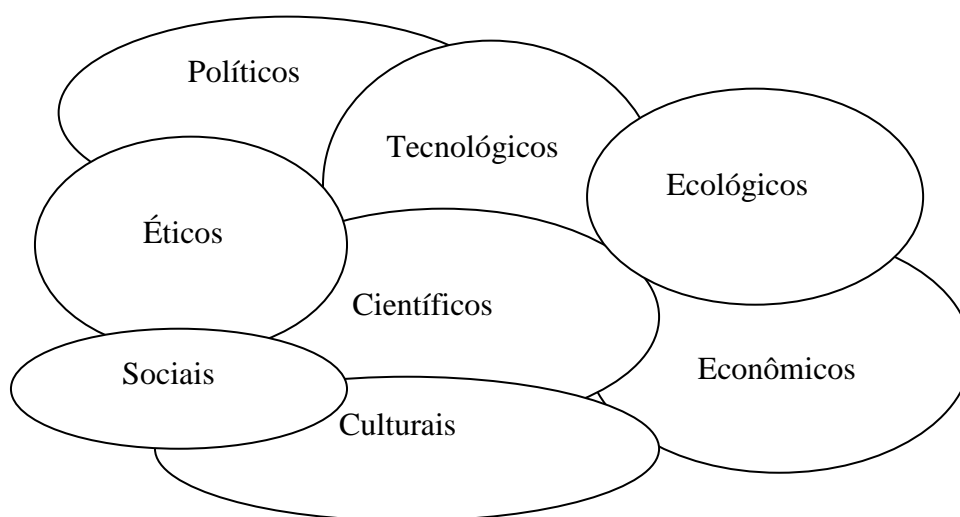 Políticos
Tecnológicos
Ecológicos
Éticos
Científicos
Econômicos
Sociais
Culturais